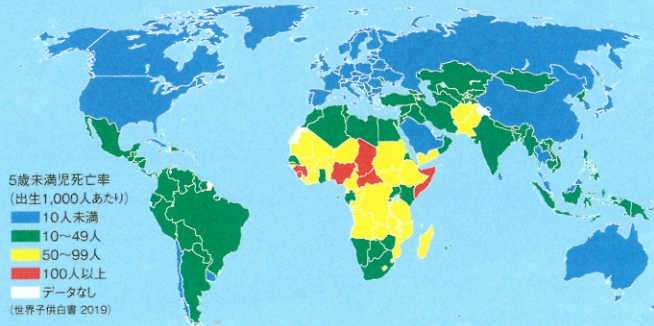 5歳未満児死亡率
(出生1,000人あたり)
10人未満
10〜49人
50〜99人
100人以上
データなし
(世界子供白書 2019)